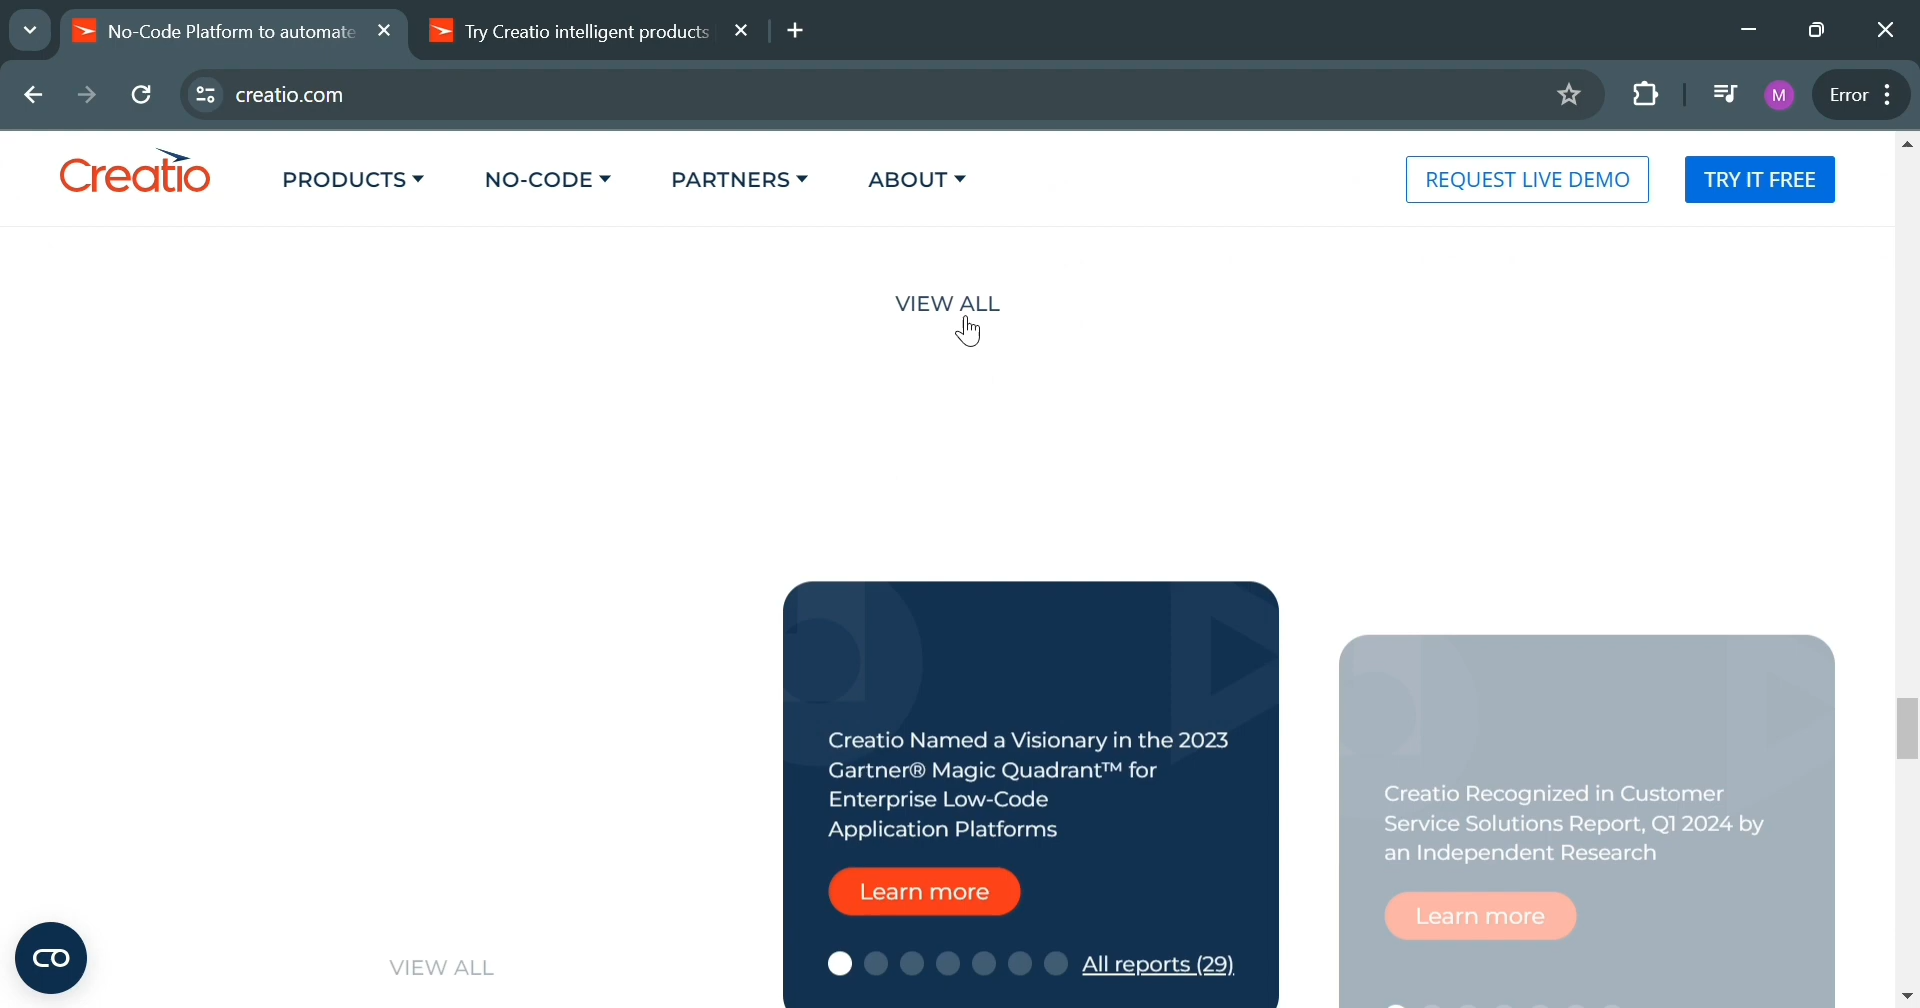 No-Code Platform to automate
Try Creatio intelligent products
creatio.com
M
Error
Creatio
PRODUCTS
NO-CODE
PARTNERS
ABOUT
REQUEST LIVE DEMO
TRY IT FREE
VIEW ALL
Creatio Named a Visionary in the 2023
Gartner® Magic Quadrant™ for
Enterprise Low-Code
Application Platforms
Learn more
All reports (29)
Creatio Recognized in Customer
Service Solutions Report, Q1 2024 by
an Independent Research
Learn more
VIEW ALL